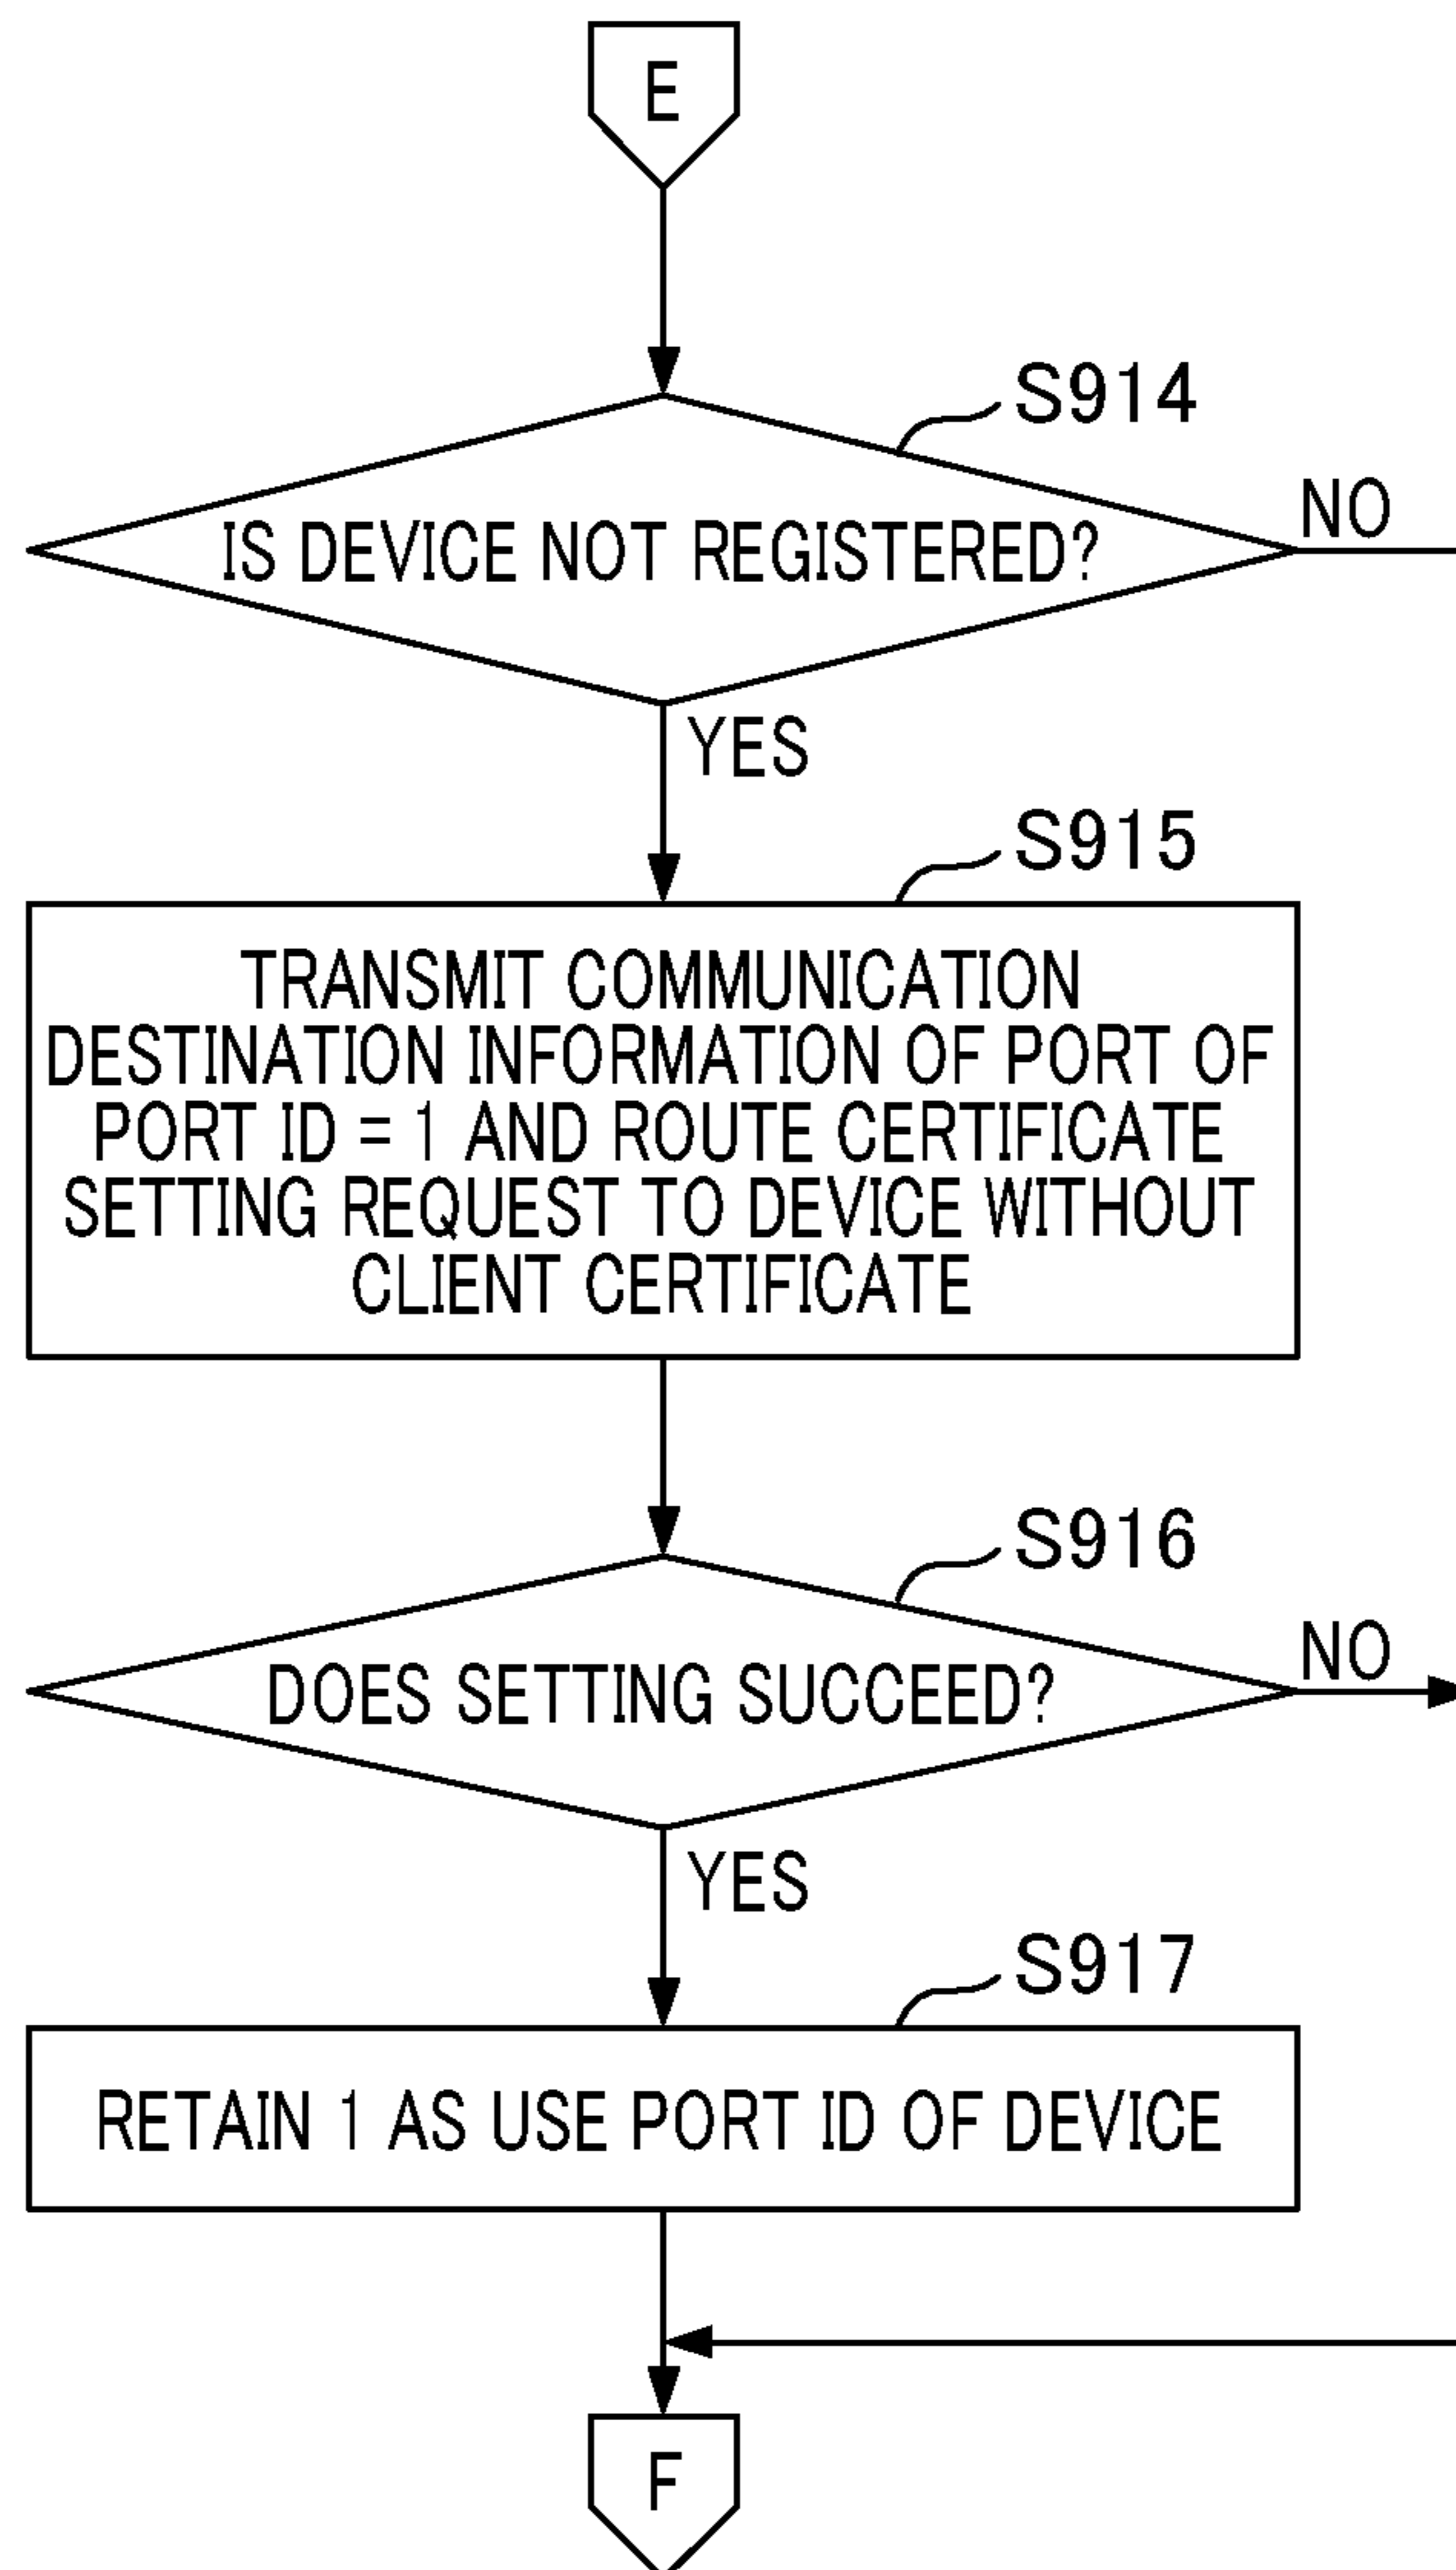 E
S914
IS DEVICE NOT REGISTERED?
NO
YES
S915
TRANSMIT COMMUNICATION
DESTINATION INFORMATION OF PORT OF
PORT ID = 1 AND ROUTE CERTIFICATE
SETTING REQUEST TO DEVICE WITHOUT
CLIENT CERTIFICATE
S916
DOES SETTING SUCCEED?
NO
YES
S917
RETAIN 1 AS USE PORT ID OF DEVICE
F